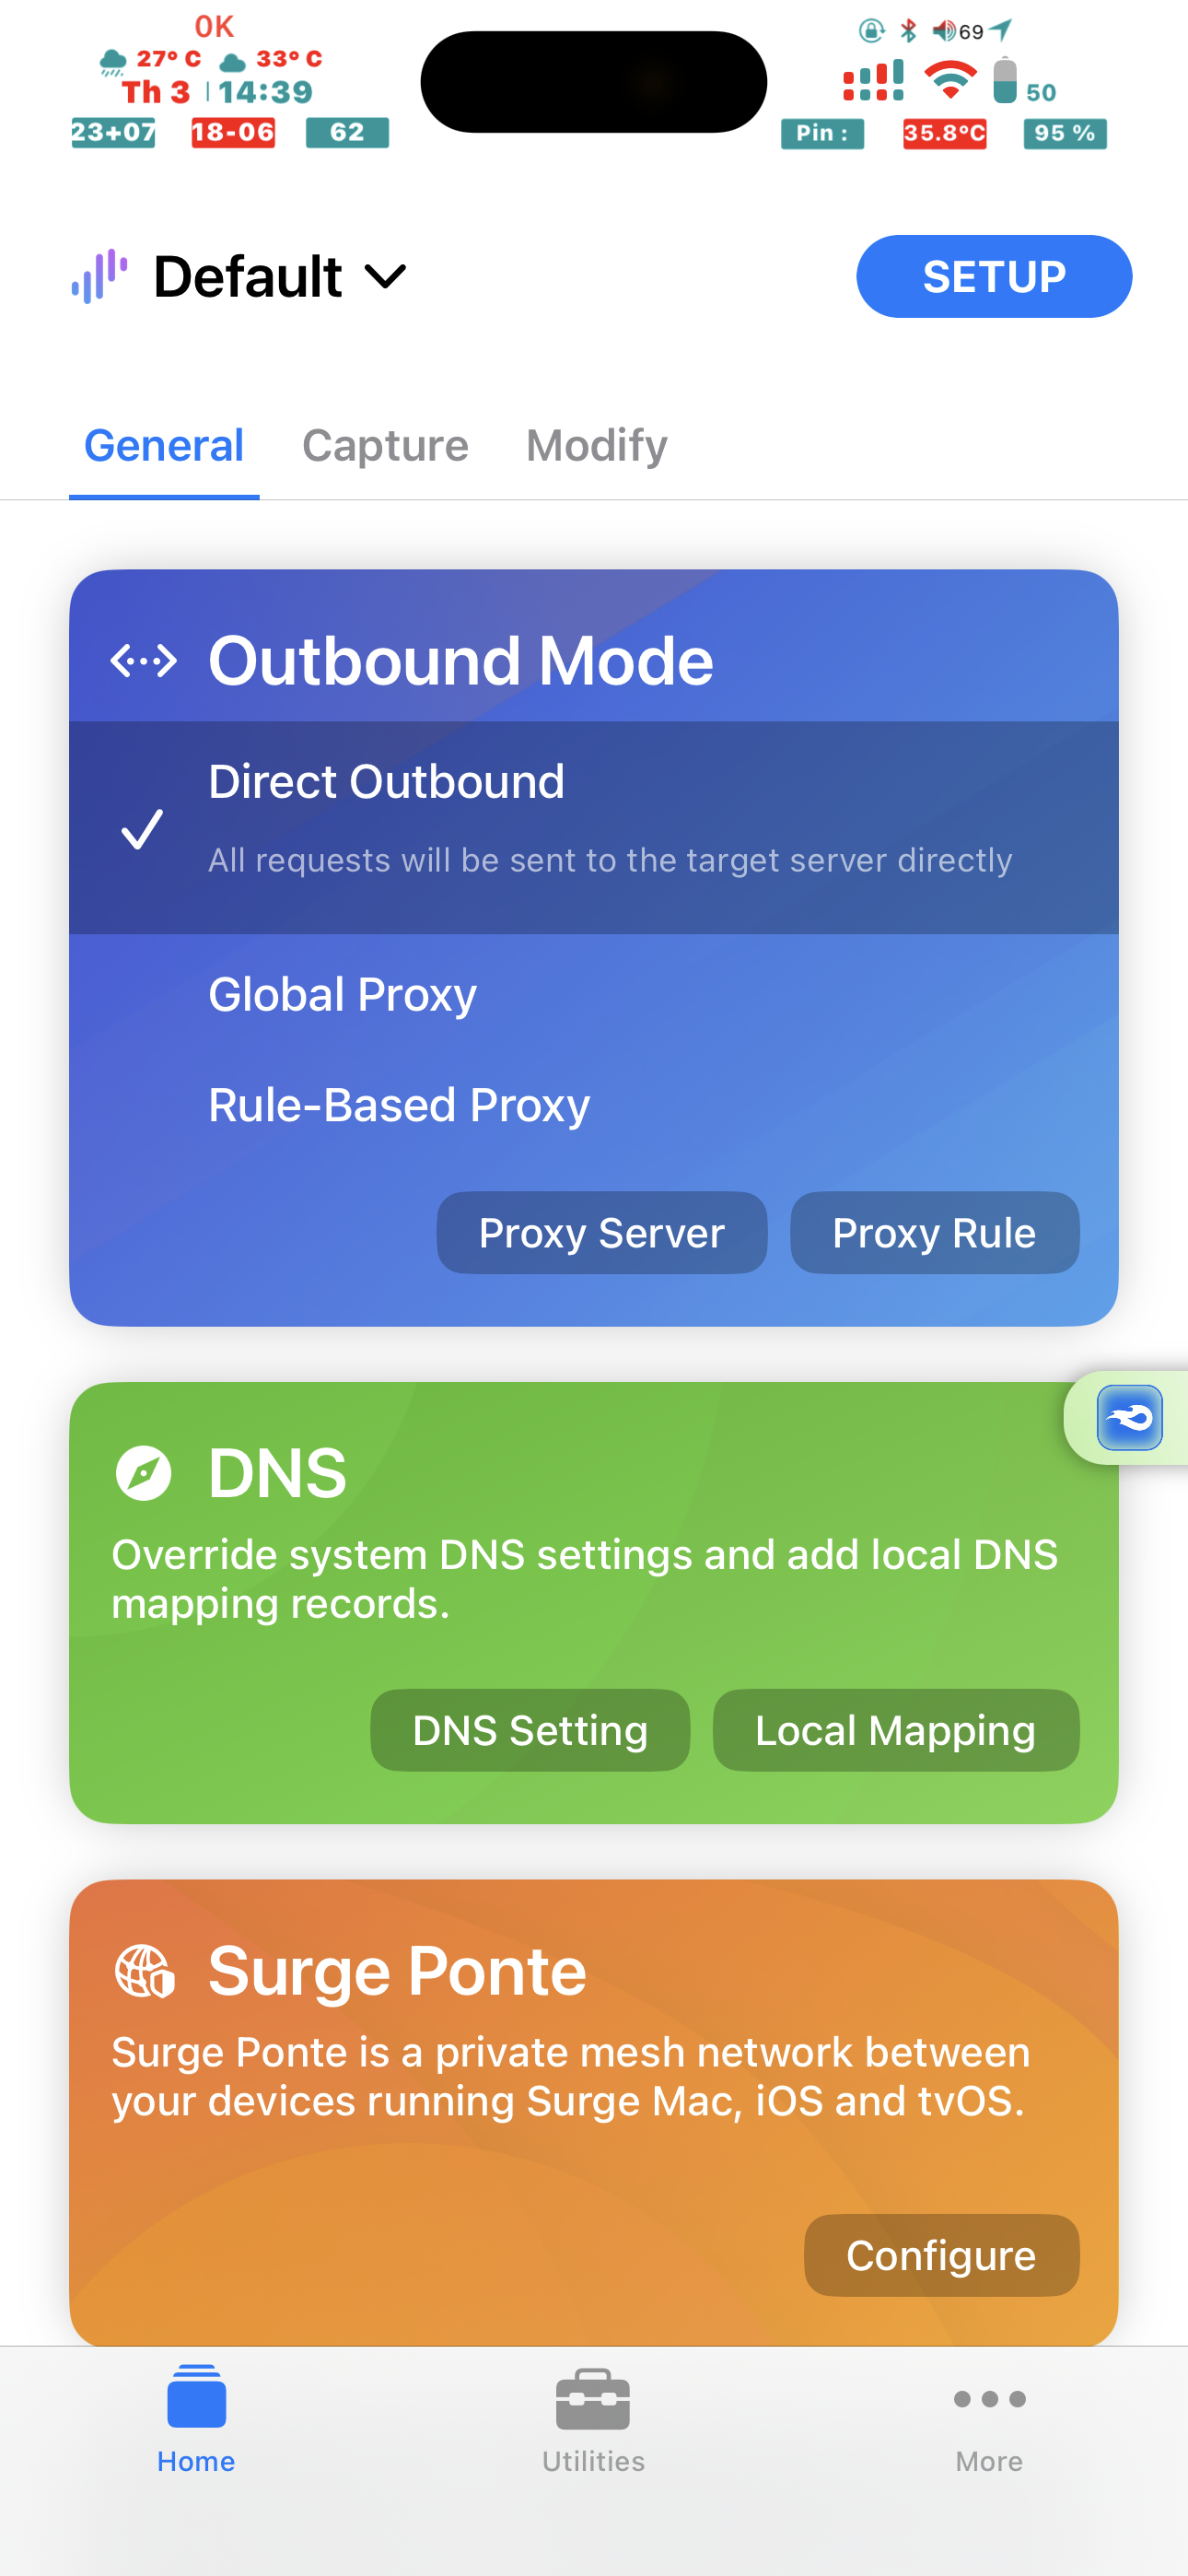 0K
27° C 33° C
Th 3 14:39
23+07 18-06 62
69
50
Pin : 35.8°C 95 %
Default
SETUP
General Capture Modify
Outbound Mode
Direct Outbound
All requests will be sent to the target server directly
Global Proxy
Rule-Based Proxy
Proxy Server Proxy Rule
DNS
Override system DNS settings and add local DNS
mapping records.
DNS Setting Local Mapping
Surge Ponte
Surge Ponte is a private mesh network between
your devices running Surge Mac, iOS and tvOS.
Configure
Home Utilities More